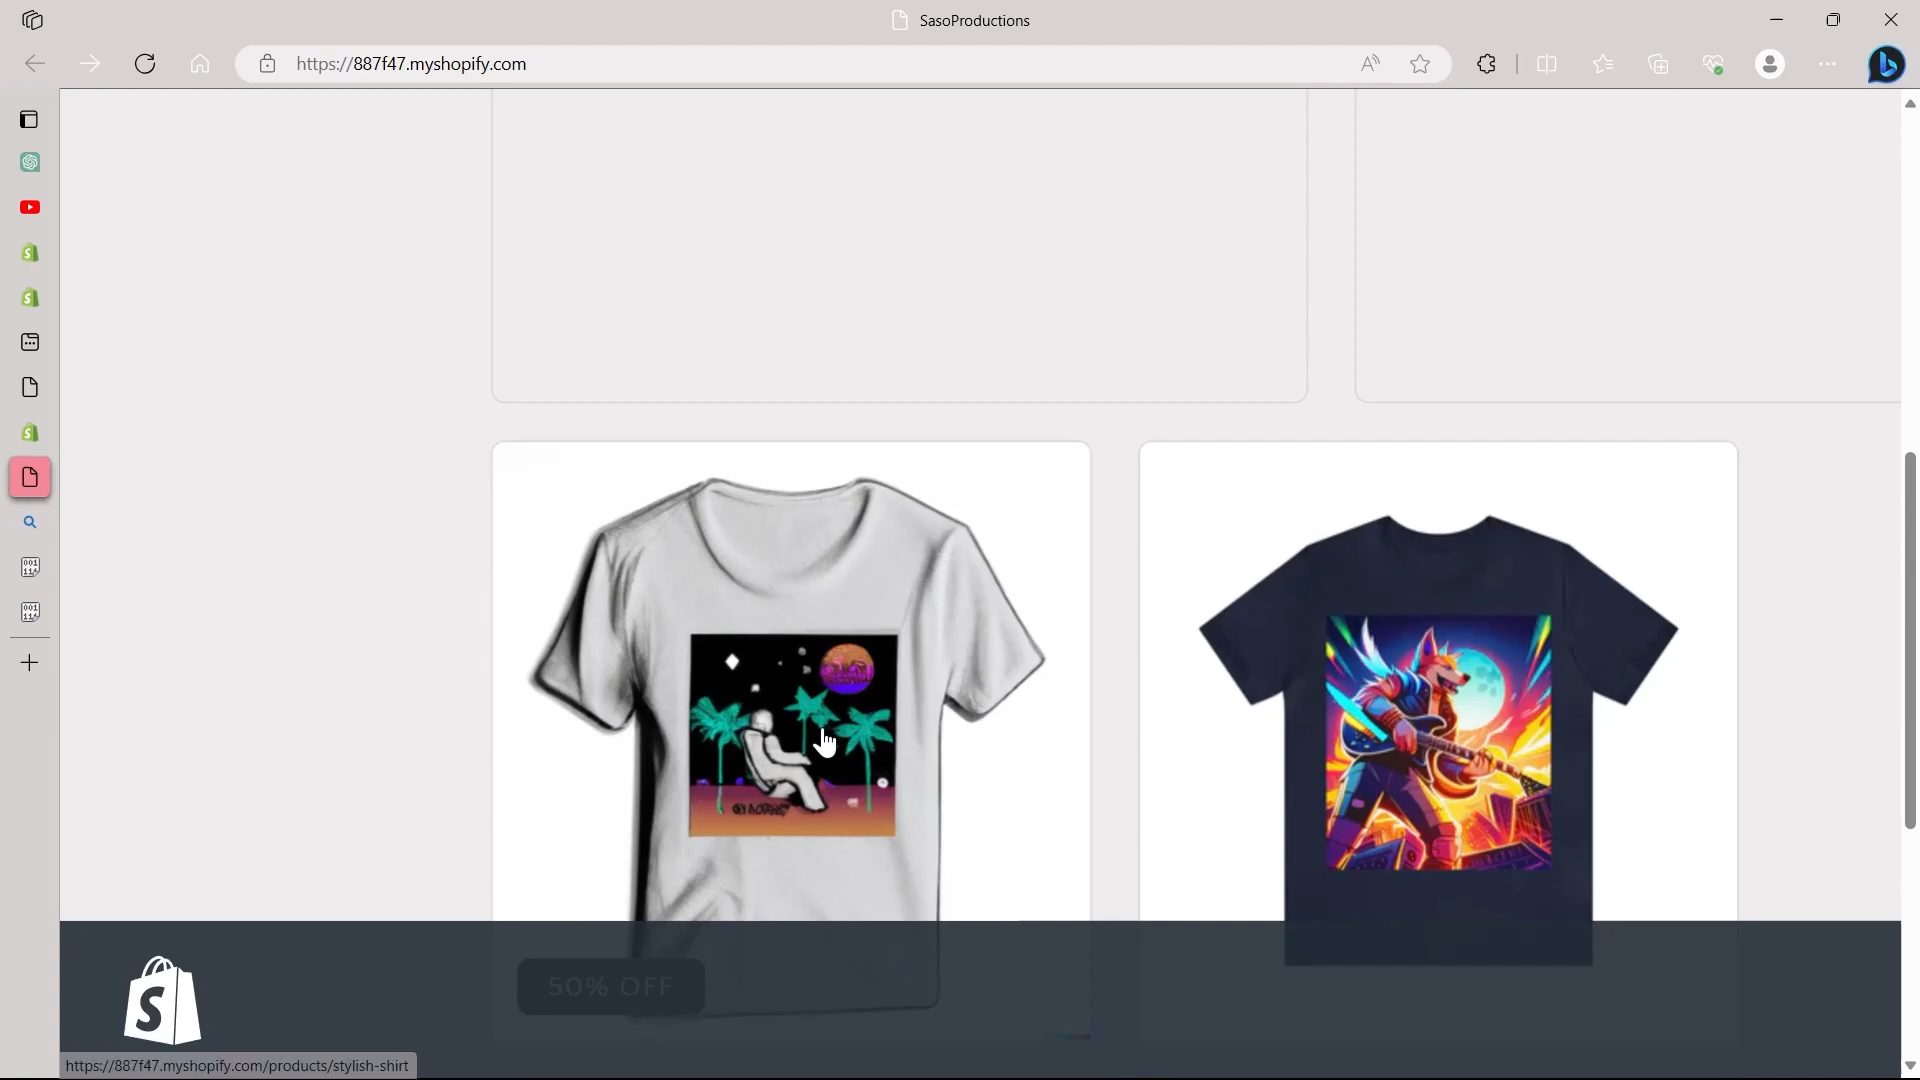 SasoProductions
https://887f47.myshopify.com
50% OFF
https://887f47.myshopify.com/products/stylish-shirt